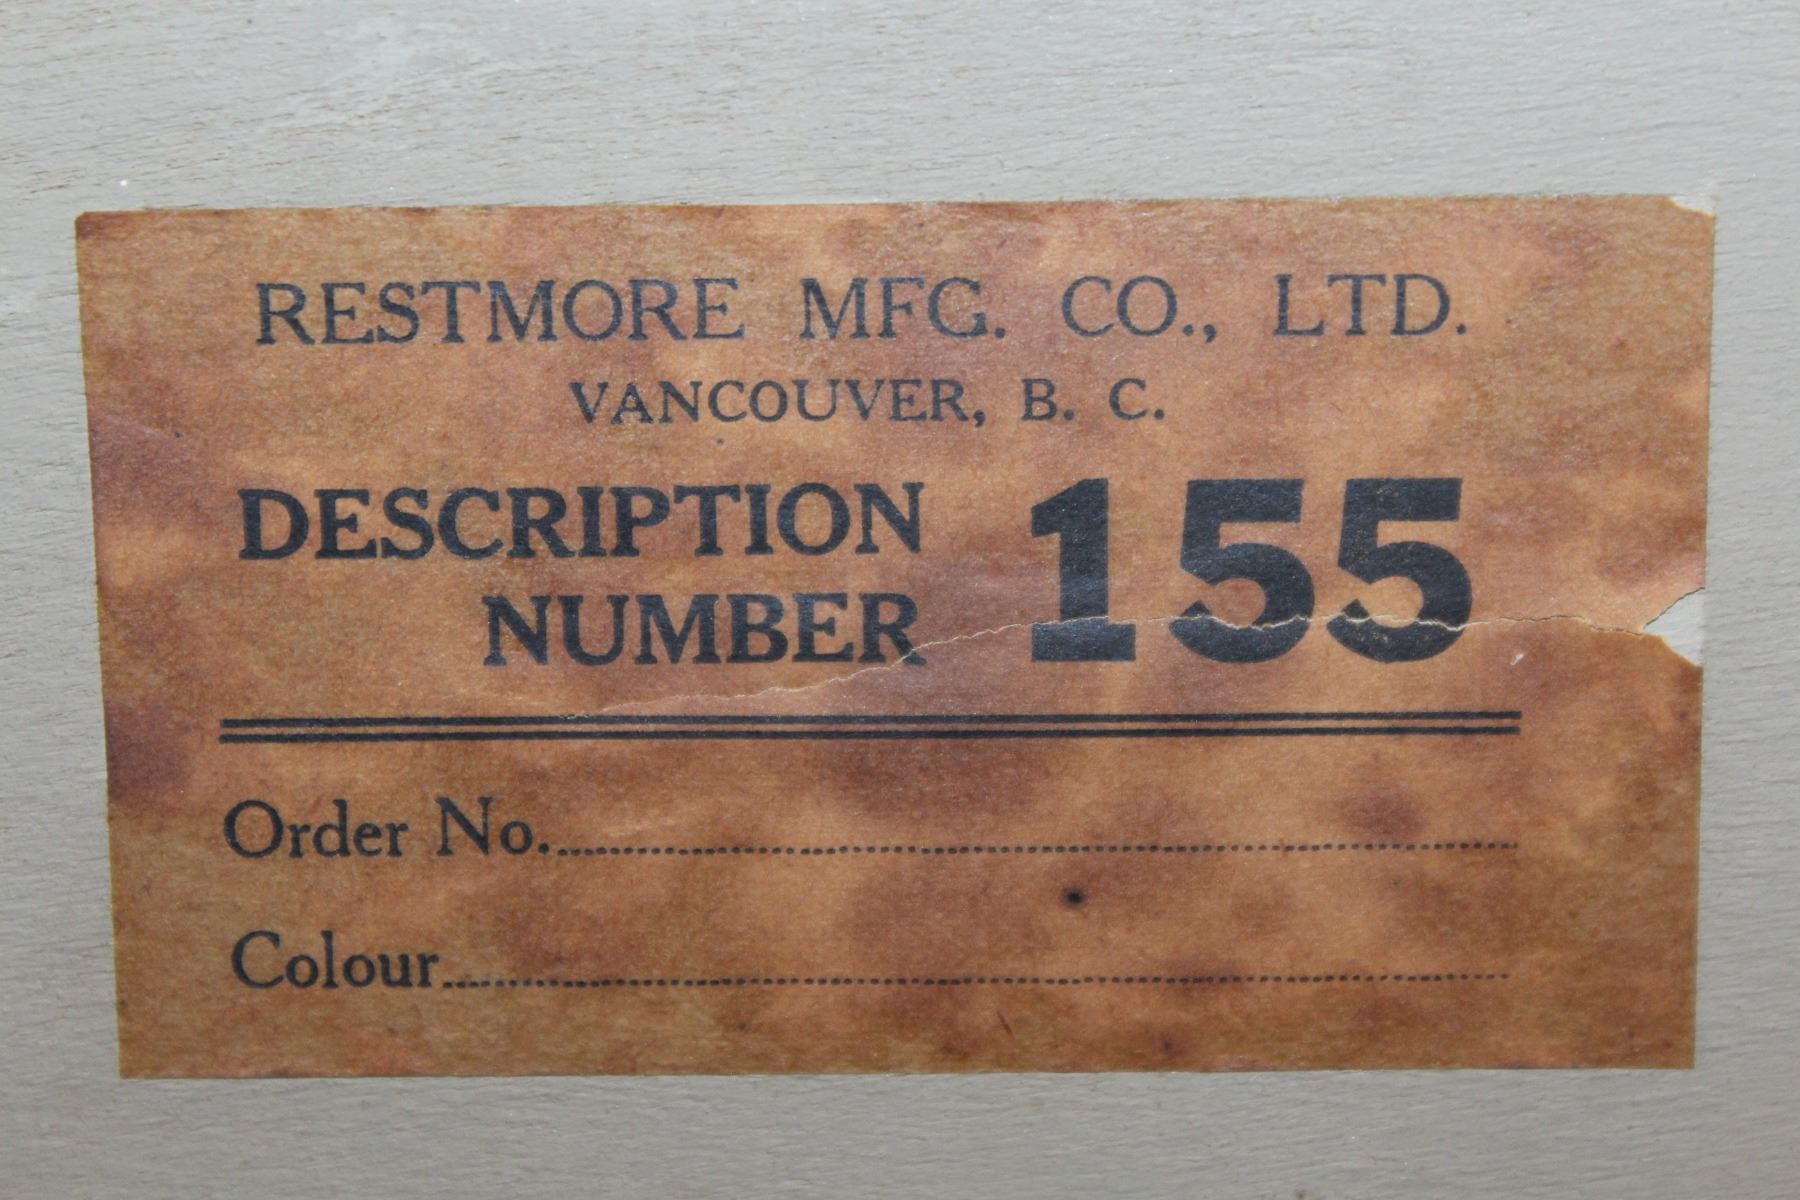 RESTMORE MFG. CO., LTD.
VANCOUVER, B. C.
DESCRIPTION
NUMBER 155
Order No.
Colour